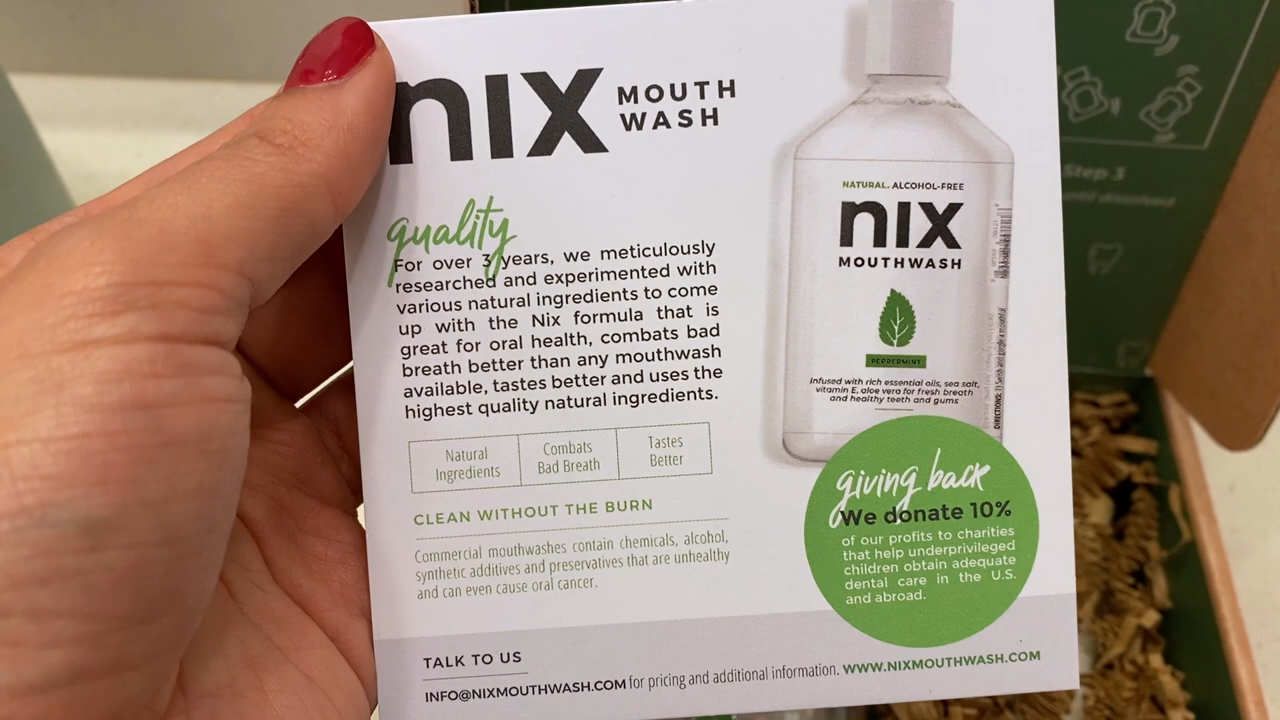 nix MOUTH
WASH
quality
For over 3 years, we meticulously
researched and experimented with
various natural ingredients to come
up with the Nix formula that is
great for oral health, combats bad
breath better than any mouthwash
available, tastes better and uses the
highest quality natural ingredients.
Natural
Ingredients
Combats
Bad Breath
Tastes
Better
CLEAN WITHOUT THE BURN
Commercial mouthwashes contain chemicals, alcohol,
synthetic additives and preservatives that are unhealthy
and can even cause oral cancer.
NATURAL. ALCOHOL-FREE
nix
MOUTHWASH
PEPPERMINT
Infused with rich essential oils, sea salt,
vitamin E, aloe vera for fresh breath
and healthy teeth and gums
DIRECTIONS:
giving back
We donate 10%
of our profits to charities
that help underprivileged
children obtain adequate
dental care in the U.S.
and abroad.
TALK TO US
INFO@NIXMOUTHWASH.COM for pricing and additional information. WWW.NIXMOUTHWASH.COM
Step 3
until dissolved